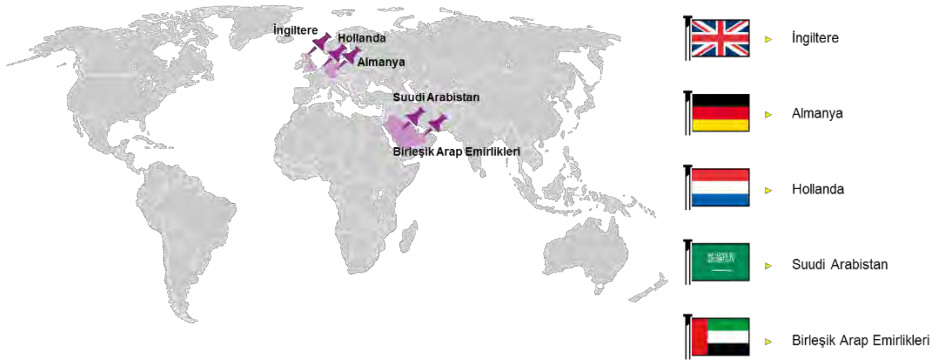 İngiltere
Hollanda
Almanya
Suudi Arabistan
Birleşik Arap Emirlikleri
İngiltere
Almanya
Hollanda
Suudi Arabistan
Birleşik Arap Emirlikleri